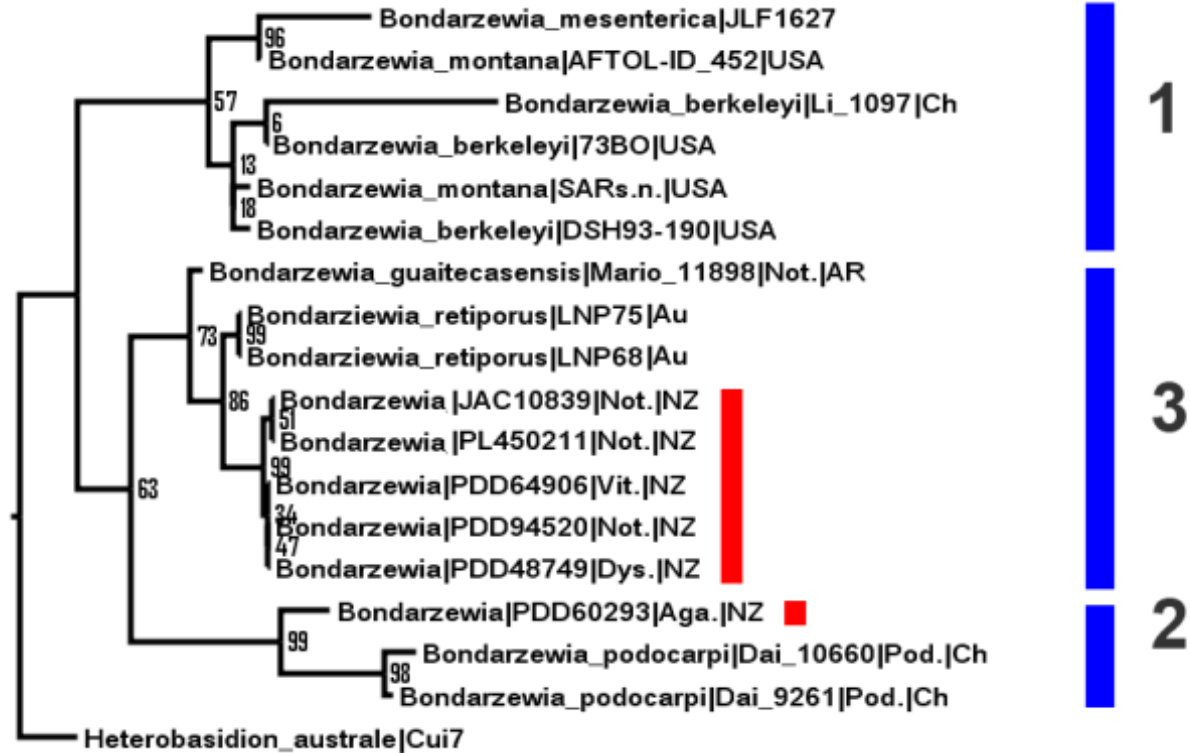 Bondarzewia_mesenterica|JLF1627
96
Bondarzewia_montana|AFTOL-ID_452|USA
57
Bondarzewia_berkeleyi|Li_1097|Ch
1
6
Bondarzewia_berkeleyi|73BO|USA
13
Bondarzewia_montana|SARs.n.|USA
18
Bondarzewia_berkeleyi|DSH93-190|USA
Bondarzewia_guaitecasensis|Mario_11898|Not.|AR
Bondarziewia_retiporus|LNP75|Au
73
99
Bondarziewia_retiporus|LNP68|Au
86
Bondarzewia|JAC10839|Not.|NZ
3
51
Bondarzewia|PL450211|Not.|NZ
99
63
Bondarzewia|PDD64906|Vit.|NZ
34
Bondarzewia|PDD94520|Not.|NZ
47
Bondarzewia|PDD48749|Dys.|NZ
Bondarzewia|PDD60293|Aga.|NZ
2
99
Bondarzewia_podocarpi|Dai_10660|Pod.|Ch
98
Bondarzewia_podocarpi|Dai_9261|Pod.|Ch
Heterobasidion_australe|Cui7